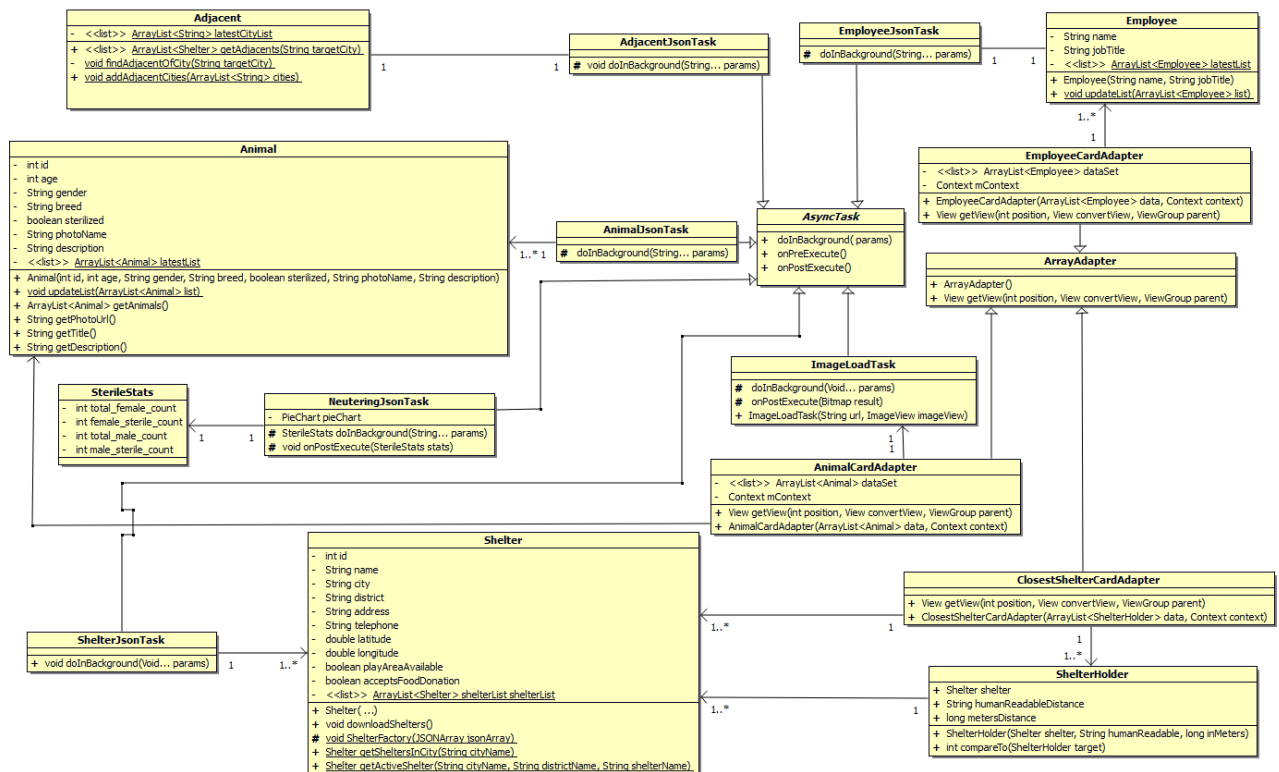 Adjacent
- <<list>> ArrayList<String> latestCityList
+ <<list>> ArrayList<Shelter> getAdjacents(String targetCity)
- void findAdjacentOfCity(String targetCity)
+ void addAdjacentCities(ArrayList<String> cities)
1
1
AdjacentJsonTask
# void doInBackground(String... params)
EmployeeJsonTask
# doInBackground(String... params)
1
1
Employee
- String name
- String jobTitle
- <<list>> ArrayList<Employee> latestList
+ Employee(String name, String jobTitle)
+ void updateList(ArrayList<Employee> list)
1..*
1
EmployeeCardAdapter
- <<list>> ArrayList<Employee> dataSet
- Context mContext
+ EmployeeCardAdapter(ArrayList<Employee> data, Context context)
+ View getView(int position, View convertView, ViewGroup parent)
Animal
- int id
- int age
- String gender
- String breed
- boolean sterilized
- String photoName
- String description
- <<list>> ArrayList<Animal> latestList
+ Animal(int id, int age, String gender, String breed, boolean sterilized, String photoName, String description)
+ void updateList(ArrayList<Animal> list)
+ ArrayList<Animal> getAnimals()
+ String getPhotoUrl()
+ String getTitle()
+ String getDescription()
1..*
1
AnimalJsonTask
# doInBackground(String... params)
AsyncTask
+ doInBackground( params)
+ onPreExecute()
+ onPostExecute()
ArrayAdapter
+ ArrayAdapter()
+ View getView(int position, View convertView, ViewGroup parent)
SterileStats
- int total_female_count
- int female_sterile_count
- int total_male_count
- int male_sterile_count
1
1
NeuteringJsonTask
- PieChart pieChart
# SterileStats doInBackground(String... params)
# void onPostExecute(SterileStats stats)
ImageLoadTask
# doInBackground(Void... params)
# onPostExecute(Bitmap result)
+ ImageLoadTask(String url, ImageView imageView)
1
1
AnimalCardAdapter
- <<list>> ArrayList<Animal> dataSet
- Context mContext
+ View getView(int position, View convertView, ViewGroup parent)
+ AnimalCardAdapter(ArrayList<Animal> data, Context context)
Shelter
- int id
- String name
- String city
- String district
- String address
- String telephone
- double latitude
- double longitude
- boolean playAreaAvailable
- boolean acceptsFoodDonation
- <<list>> ArrayList<Shelter> shelterList shelterList
+ Shelter( ...)
+ void downloadShelters()
# void ShelterFactory(JSONArray jsonArray)
+ Shelter getSheltersInCity(String cityName)
+ Shelter getActiveShelter(String cityName, String districtName, String shelterName)
ShelterJsonTask
+ void doInBackground(Void... params)
1
1..*
ClosestShelterCardAdapter
+ View getView(int position, View convertView, ViewGroup parent)
+ ClosestShelterCardAdapter(ArrayList<ShelterHolder> data, Context context)
1..*
1
1
1..*
ShelterHolder
+ Shelter shelter
+ String humanReadableDistance
+ long metersDistance
+ ShelterHolder(Shelter shelter, String humanReadable, long inMeters)
+ int compareTo(ShelterHolder target)
1..*
1